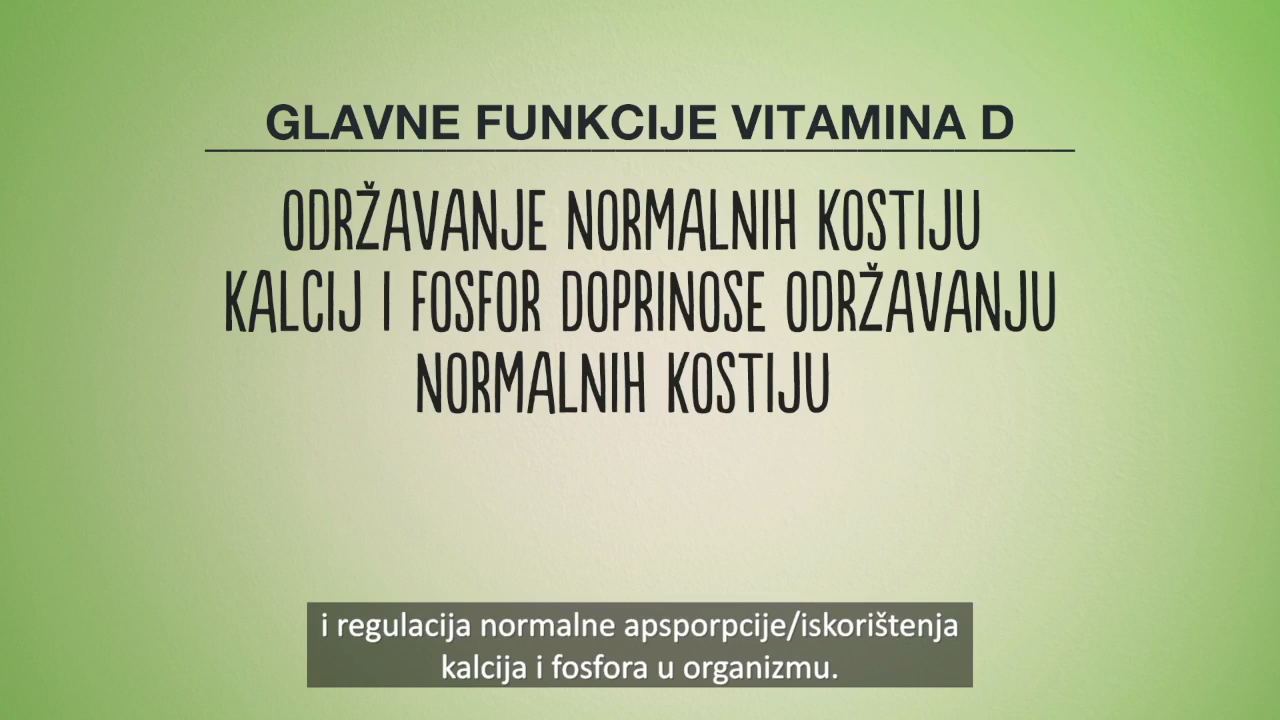 GLAVNE FUNKCIJE VITAMINA D
ODRŽAVANJE NORMALNIH KOSTIJU
KALCIJ I FOSFOR DOPRINOSE ODRŽAVANJU
NORMALNIH KOSTIJU
i regulacija normalne apsporpcije/iskorištenja
kalcija i fosfora u organizmu.